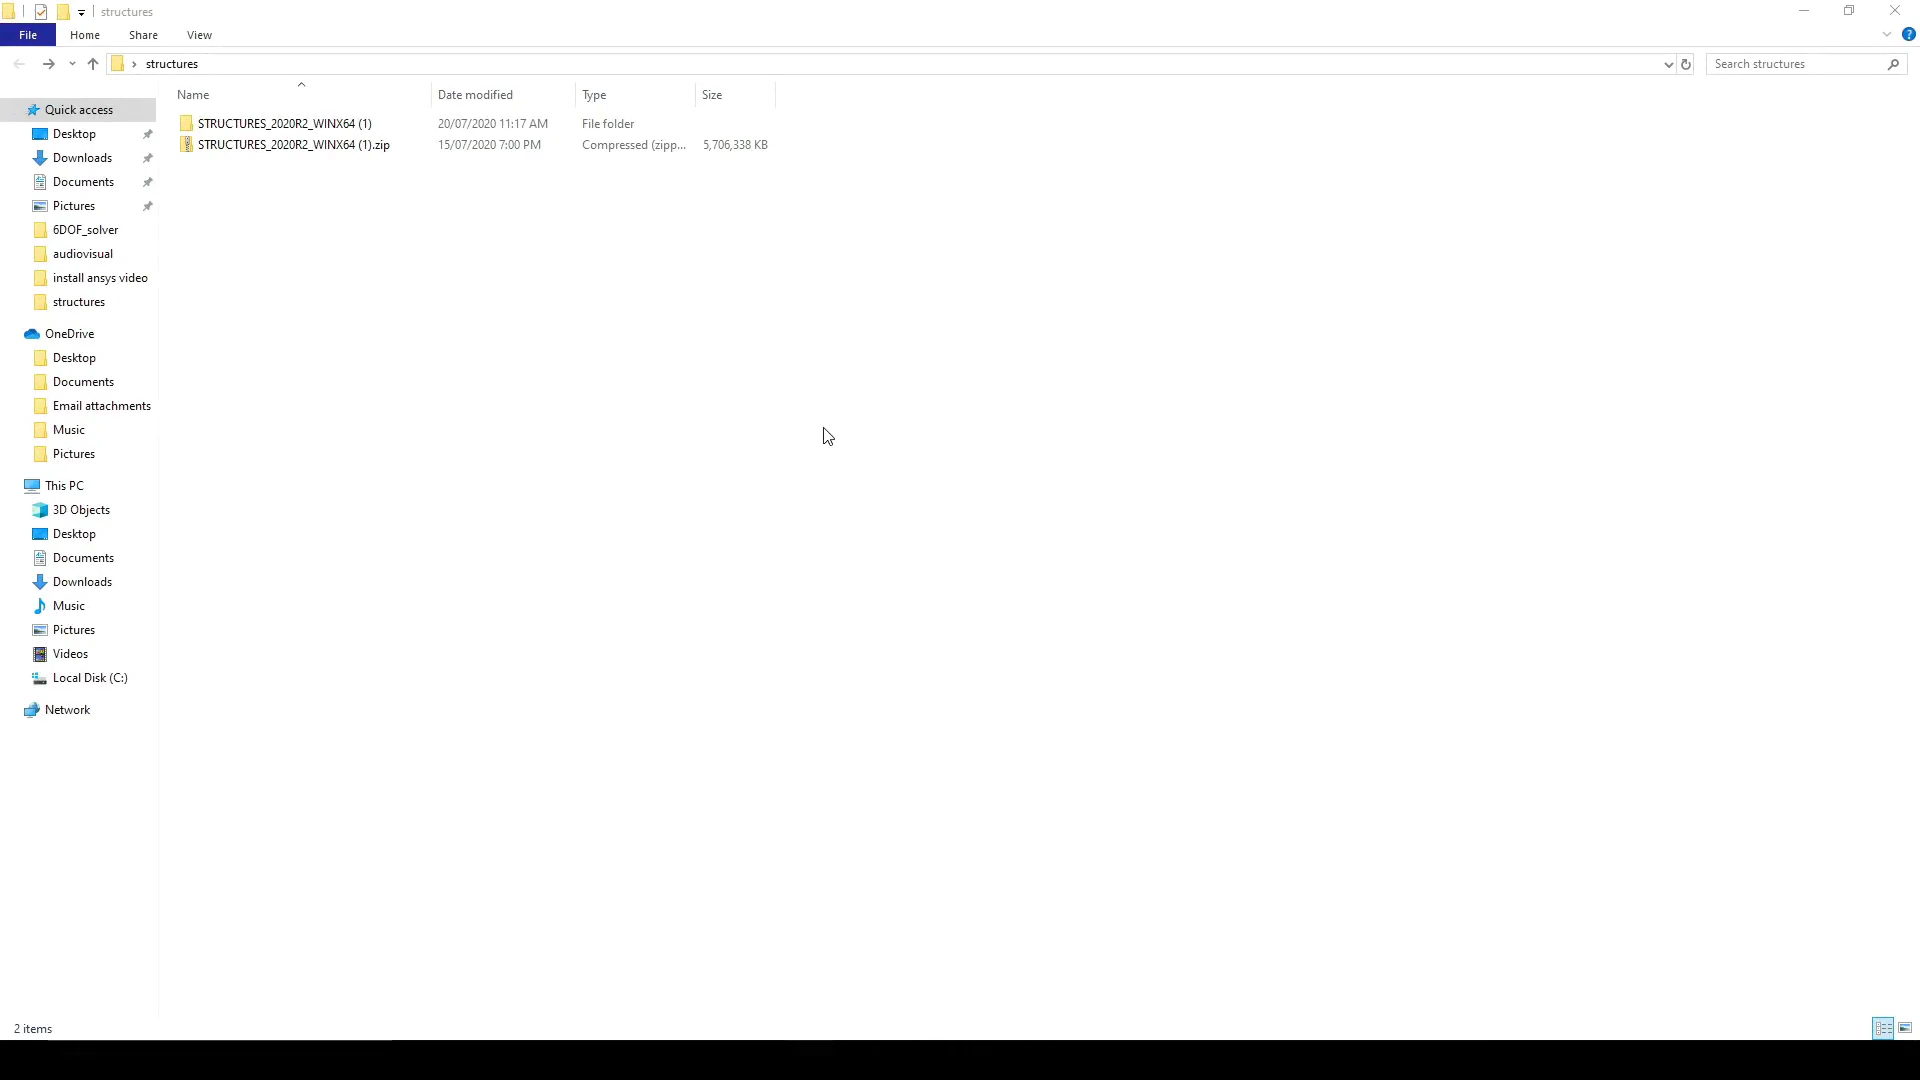 structures
File Home Share View
structures
Search structures
Name Date modified Type Size
STRUCTURES_2020R2_WINX64 (1) 20/07/2020 11:17 AM File folder
STRUCTURES_2020R2_WINX64 (1).zip 15/07/2020 7:00 PM Compressed (zipp... 5,706,338 KB
Quick access
Desktop
Downloads
Documents
Pictures
6DOF_solver
audiovisual
install ansys video
structures
OneDrive
Desktop
Documents
Email attachments
Music
Pictures
This PC
3D Objects
Desktop
Documents
Downloads
Music
Pictures
Videos
Local Disk (C:)
Network
2 items